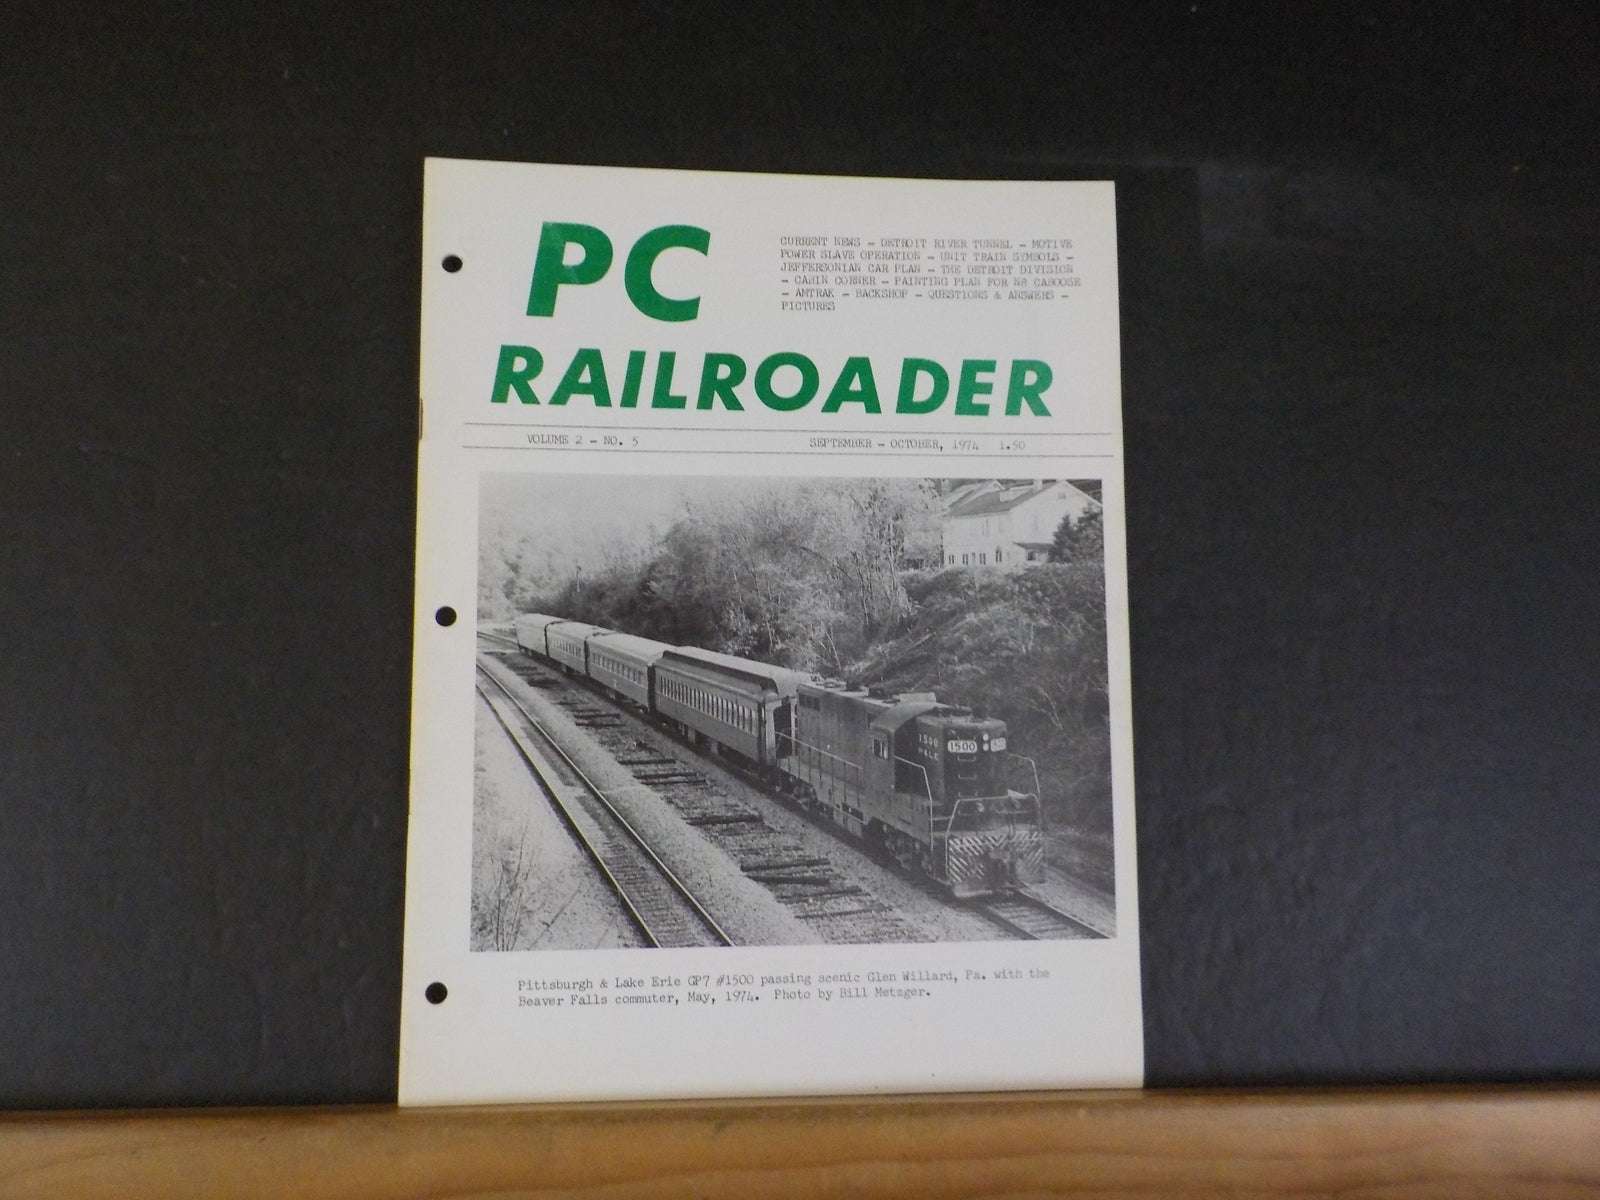 PC
RAILROADER
CURRENT NEWS - DETROIT RIVER TUNNEL - MOTIVE
POWER SLAVE OPERATION - UNIT TRAIN SYMBOLS -
JEFFERSONIAN CAR PLAN - THE DETROIT DIVISION
- CABIN CORNER - PAINTING PLAN FOR N8 CABOOSE
- AMTRAK - BACKSHOP - QUESTIONS & ANSWERS -
PICTURES
VOLUME 2 - NO. 5 SEPTEMBER - OCTOBER, 1974 1.50
1500 1500
P&LE
Pittsburgh & Lake Erie GP7 #1500 passing scenic Glen Willard, Pa. with the
Beaver Falls commuter, May, 1974. Photo by Bill Metzger.